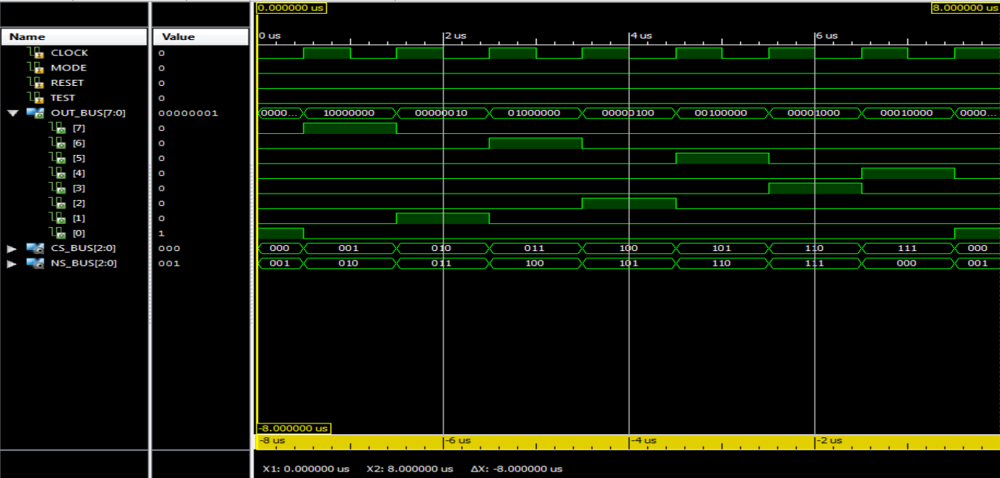 0.000000 us 8.000000 us
Name Value 0 us 2 us 4 us 6 us
CLOCK 0
MODE 0
RESET 0
TEST 0
OUT_BUS[7:0] 00000001 0000... 10000000 00000010 01000000 00000100 00100000 00001000 00010000 0000...
[7] 0
[6] 0
[5] 0
[4] 0
[3] 0
[2] 0
[1] 0
[0] 1
CS_BUS[2:0] 000 000 001 010 011 100 101 110 111 000
NS_BUS[2:0] 001 001 010 011 100 101 110 111 000 001
-8.000000 us
-8 us -6 us -4 us -2 us
X1: 0.000000 us X2: 8.000000 us ΔX: -8.000000 us